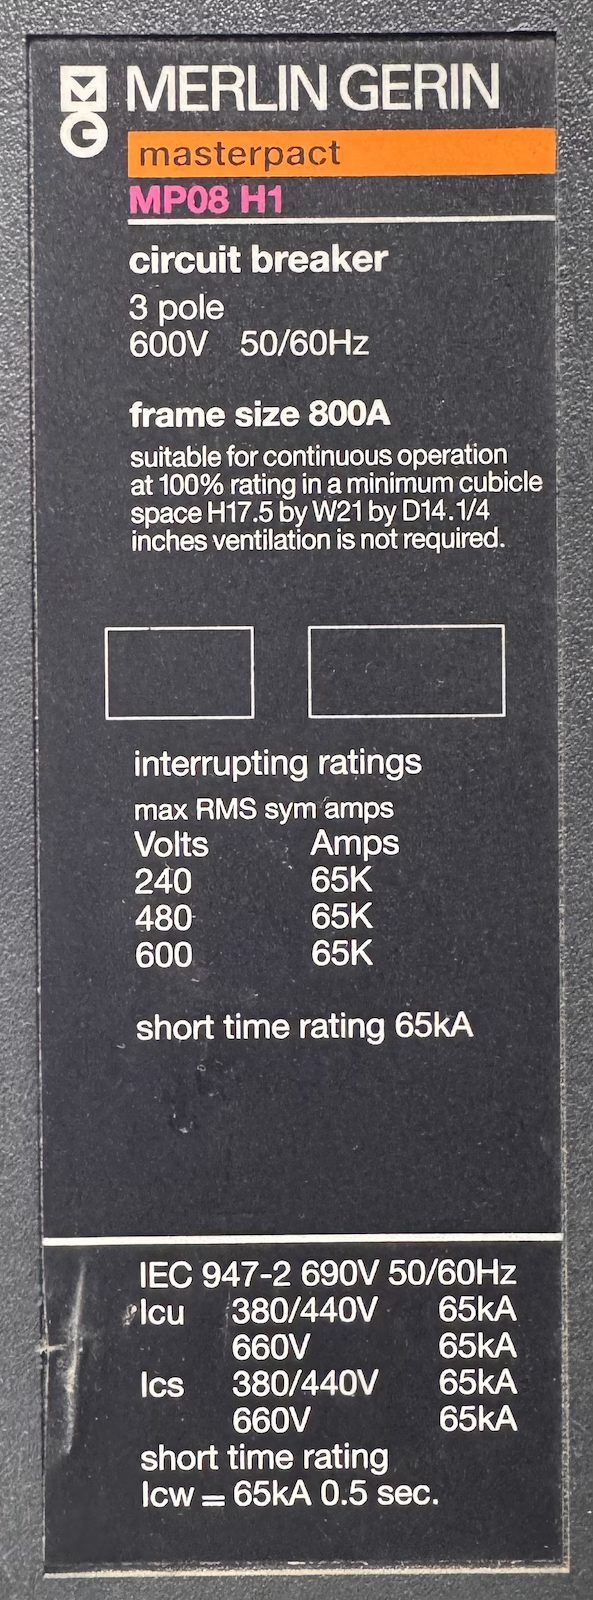 MERLIN GERIN
masterpact
MP08 H1
circuit breaker
3 pole
600V 50/60Hz
frame size 800A
suitable for continuous operation
at 100% rating in a minimum cubicle
space H17.5 by W21 by D14.1/4
inches ventilation is not required.
interrupting ratings
max RMS sym amps
Volts Amps
240 65K
480 65K
600 65K
short time rating 65kA
IEC 947-2 690V 50/60Hz
Icu 380/440V 65kA
660V 65kA
Ics 380/440V 65kA
660V 65kA
short time rating
Icw = 65kA 0.5 sec.